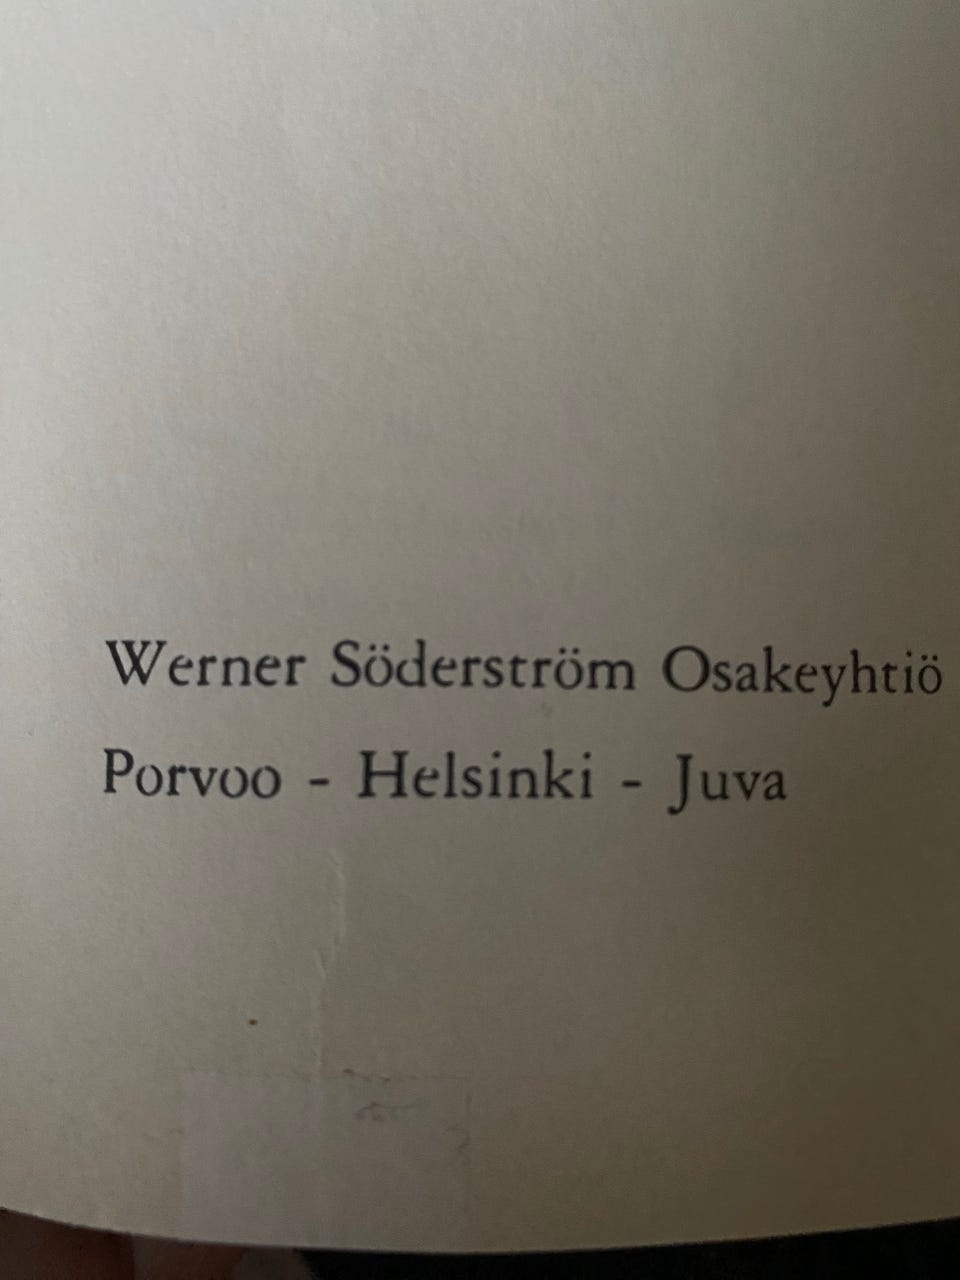 Werner Söderström Osakeyhtiö
Porvoo - Helsinki - Juva